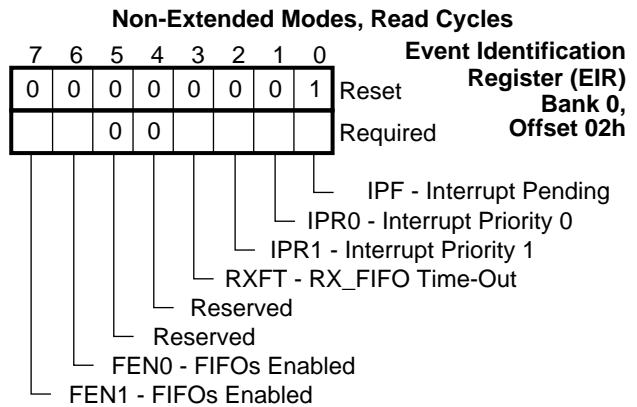 Non-Extended Modes, Read Cycles
7 6 5 4 3 2 1 0
Event Identification
Register (EIR)
Bank 0,
Offset 02h
0 0 0 0 0 0 0 1 Reset
0 0 Required
IPF - Interrupt Pending
IPR0 - Interrupt Priority 0
IPR1 - Interrupt Priority 1
RXFT - RX_FIFO Time-Out
Reserved
Reserved
FEN0 - FIFOs Enabled
FEN1 - FIFOs Enabled